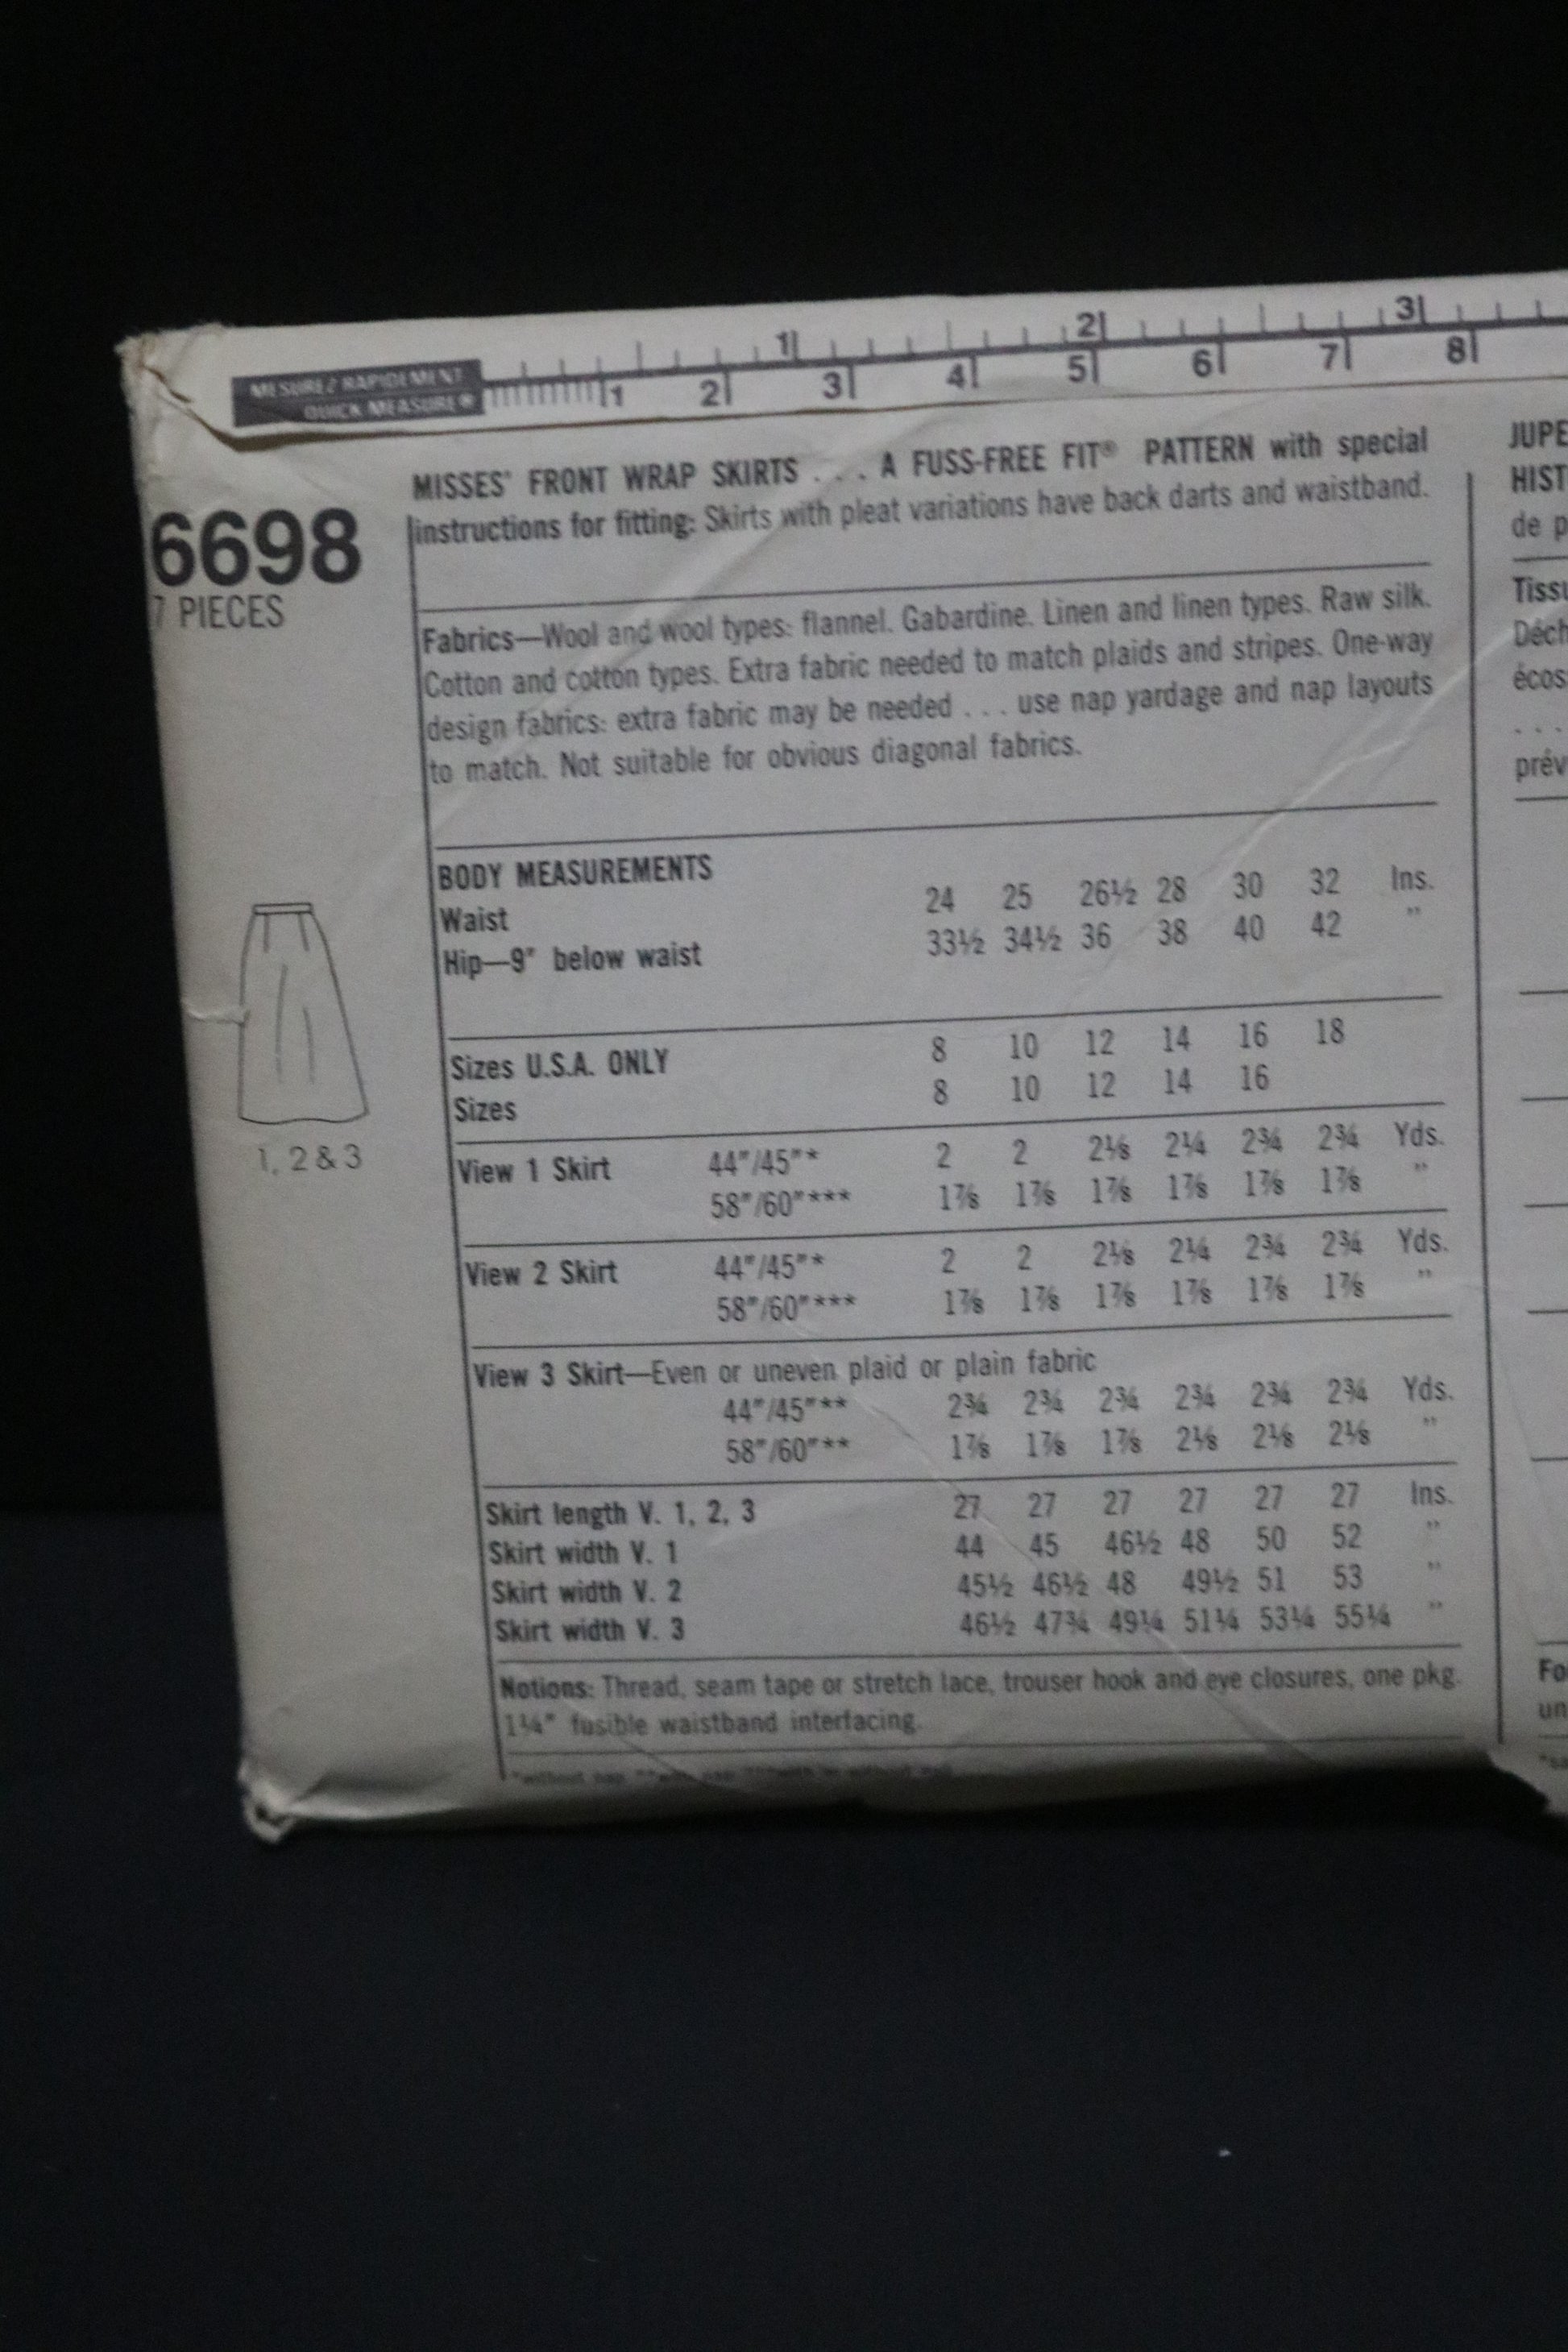 1 2 3
MESUREZ RAPIDEMENT
QUICK MEASURE®
1 2 3 4 5 6 7 8
6698
7 PIECES
MISSES' FRONT WRAP SKIRTS . . . A FUSS-FREE FIT® PATTERN with special
instructions for fitting: Skirts with pleat variations have back darts and waistband.
Fabrics—Wool and wool types: flannel. Gabardine. Linen and linen types. Raw silk.
Cotton and cotton types. Extra fabric needed to match plaids and stripes. One-way
design fabrics: extra fabric may be needed . . . use nap yardage and nap layouts
to match. Not suitable for obvious diagonal fabrics.
BODY MEASUREMENTS
Waist 24 25 26½ 28 30 32 Ins.
Hip—9" below waist 33½ 34½ 36 38 40 42 "
Sizes U.S.A. ONLY 8 10 12 14 16 18
Sizes 8 10 12 14 16
1, 2 & 3
View 1 Skirt 44"/45"* 2 2 2⅛ 2¼ 2¾ 2¾ Yds.
58"/60"*** 1⅞ 1⅞ 1⅞ 1⅞ 1⅞ 1⅞ "
View 2 Skirt 44"/45"* 2 2 2⅛ 2¼ 2¾ 2¾ Yds.
58"/60"*** 1⅞ 1⅞ 1⅞ 1⅞ 1⅞ 1⅞ "
View 3 Skirt—Even or uneven plaid or plain fabric
44"/45"** 2¾ 2¾ 2¾ 2¾ 2¾ 2¾ Yds.
58"/60"** 1⅞ 1⅞ 1⅞ 2⅛ 2⅛ 2⅛ "
Skirt length V. 1, 2, 3 27 27 27 27 27 27 Ins.
Skirt width V. 1 44 45 46½ 48 50 52 "
Skirt width V. 2 45½ 46½ 48 49½ 51 53 "
Skirt width V. 3 46½ 47¾ 49¼ 51¼ 53¼ 55¼ "
Notions: Thread, seam tape or stretch lace, trouser hook and eye closures, one pkg.
1¼" fusible waistband interfacing.
*without nap **with nap ***with or without nap
JUPE
HIST
de p
Tissu
Déch
écos
. . .
prév
Fo
un